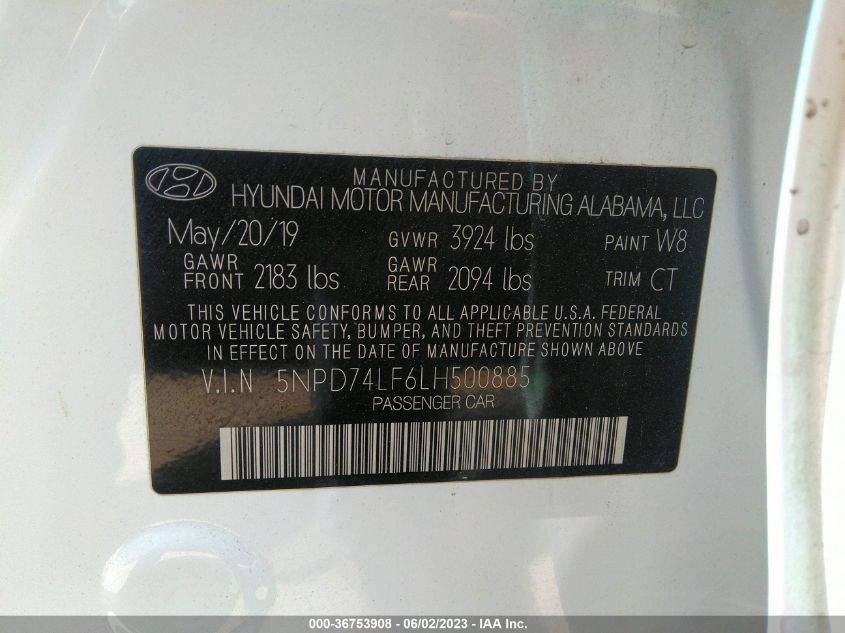 MANUFACTURED BY
HYUNDAI MOTOR MANUFACTURING ALABAMA, LLC
May/20/19 GVWR 3924 lbs PAINT W8
GAWR FRONT 2183 lbs GAWR REAR 2094 lbs TRIM CT
THIS VEHICLE CONFORMS TO ALL APPLICABLE U.S.A. FEDERAL
MOTOR VEHICLE SAFETY, BUMPER, AND THEFT PREVENTION STANDARDS
IN EFFECT ON THE DATE OF MANUFACTURE SHOWN ABOVE.
V.I.N 5NPD74LF6LH500885
PASSENGER CAR
000-36753908 - 06/02/2023 - IAA Inc.